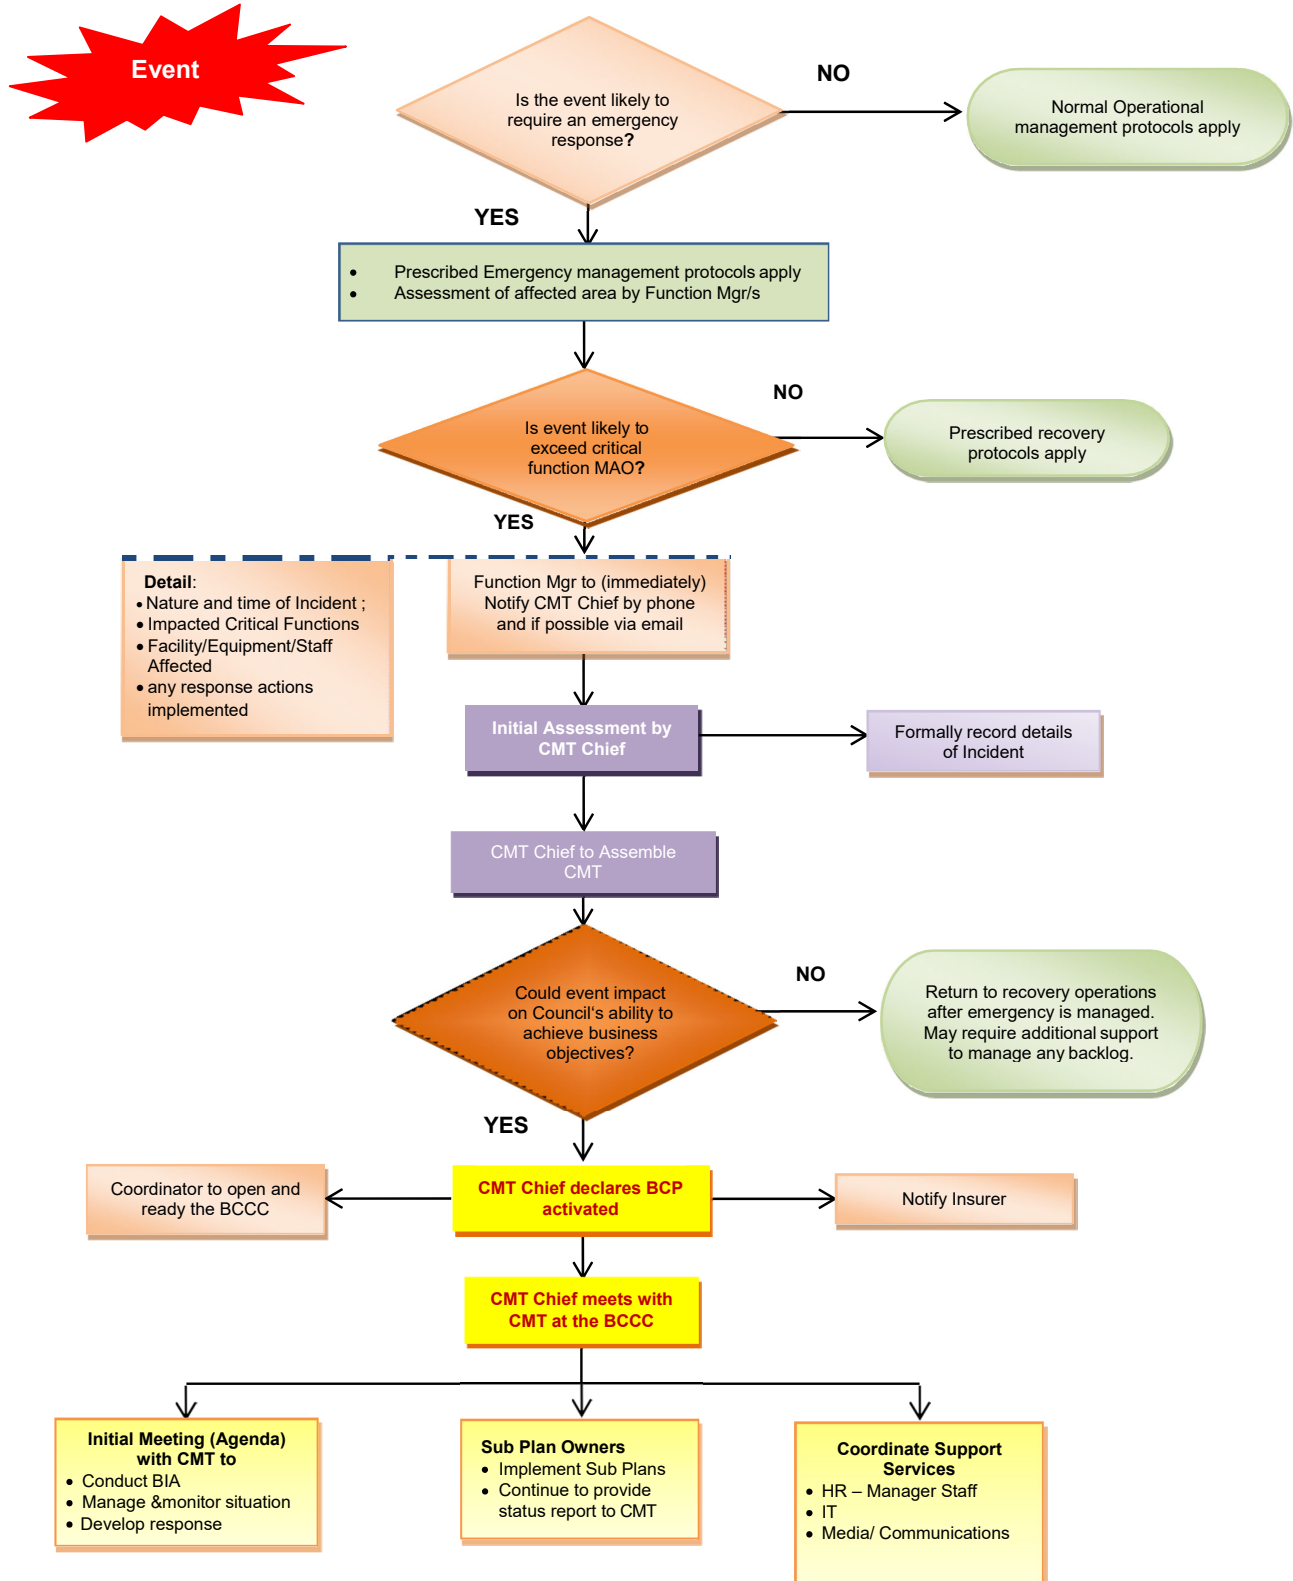 Event
Is the event likely to
require an emergency
response?
NO
Normal Operational
management protocols apply
YES
• Prescribed Emergency management protocols apply
• Assessment of affected area by Function Mgr/s
Is event likely to
exceed critical
function MAO?
NO
Prescribed recovery
protocols apply
YES
Detail:
• Nature and time of Incident ;
• Impacted Critical Functions
• Facility/Equipment/Staff
Affected
• any response actions
implemented
Function Mgr to (immediately)
Notify CMT Chief by phone
and if possible via email
Initial Assessment by
CMT Chief
Formally record details
of Incident
CMT Chief to Assemble
CMT
Could event impact
on Council‘s ability to
achieve business
objectives?
NO
Return to recovery operations
after emergency is managed.
May require additional support
to manage any backlog.
YES
Coordinator to open and
ready the BCCC
CMT Chief declares BCP
activated
Notify Insurer
CMT Chief meets with
CMT at the BCCC
Initial Meeting (Agenda)
with CMT to
• Conduct BIA
• Manage &monitor situation
• Develop response
Sub Plan Owners
• Implement Sub Plans
• Continue to provide
status report to CMT
Coordinate Support
Services
• HR – Manager Staff
• IT
• Media/ Communications